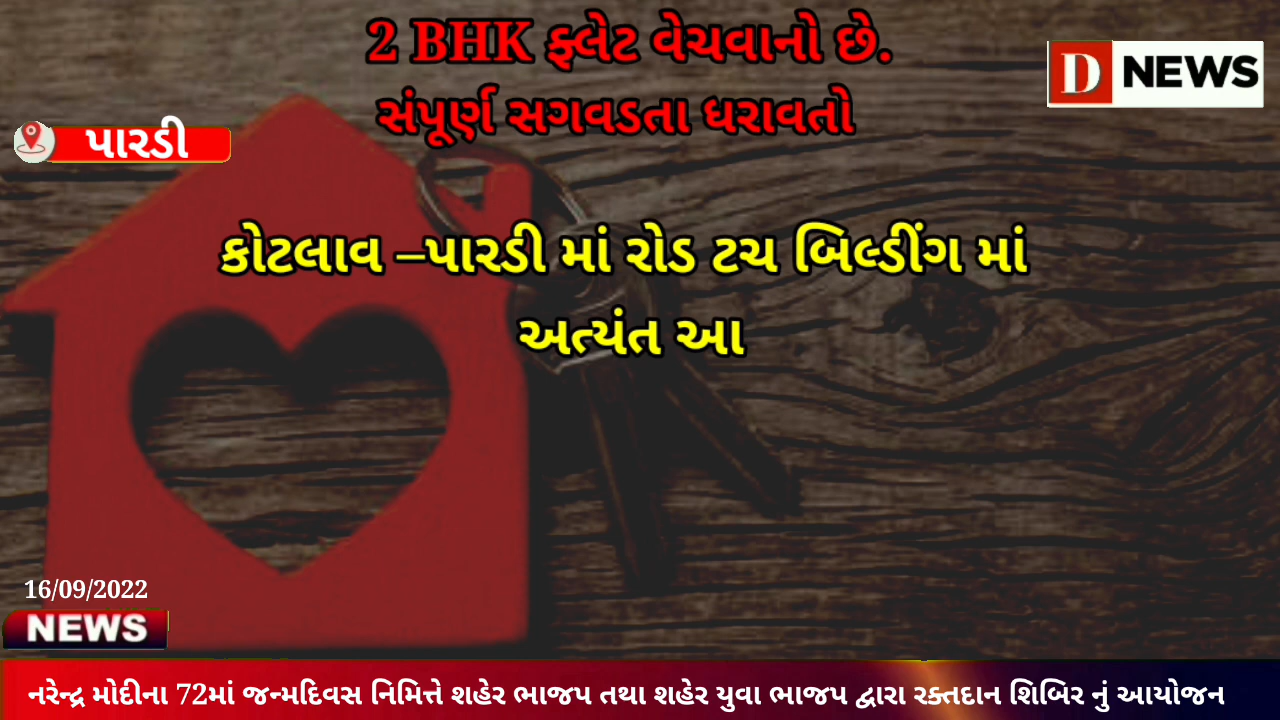 2 BHK ફ્લેટ વેચવાનો છે.
સંપૂર્ણ સગવડતા ધરાવતો
D NEWS
પારડી
કોટલાવ –પારડી માં રોડ ટચ બિલ્ડીંગ માં
અત્યંત આ
16/09/2022
NEWS
નરેન્દ્ર મોદીના 72માં જન્મદિવસ નિમિત્તે શહેર ભાજપ તથા શહેર યુવા ભાજપ દ્વારા રક્તદાન શિબિર નું આયોજન